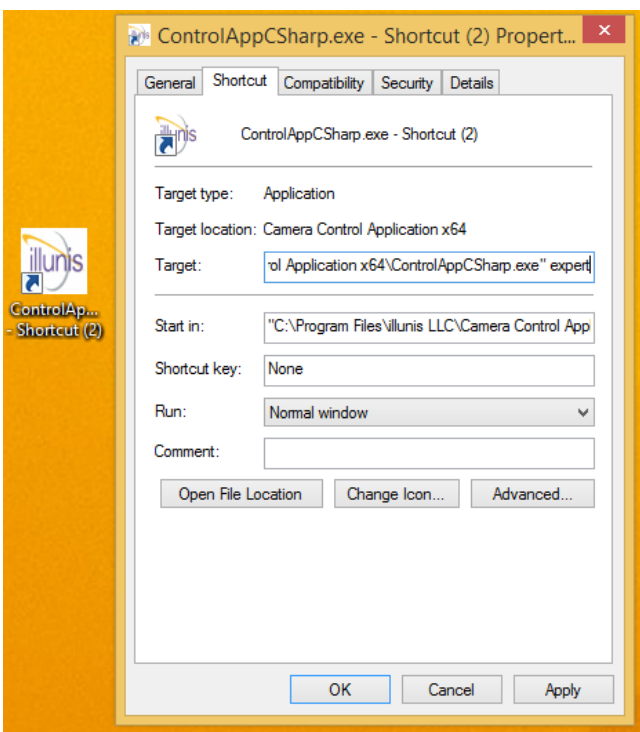 ControlAppCSharp.exe - Shortcut (2) Propert...
General Shortcut Compatibility Security Details
illunis
ControlAppCSharp.exe - Shortcut (2)
Target type: Application
Target location: Camera Control Application x64
Target: rol Application x64\ControlAppCSharp.exe" expert
Start in: "C:\Program Files\illunis LLC\Camera Control App
Shortcut key: None
Run: Normal window
Comment:
Open File Location Change Icon... Advanced...
OK Cancel Apply
illunis
ControlAp...
- Shortcut (2)